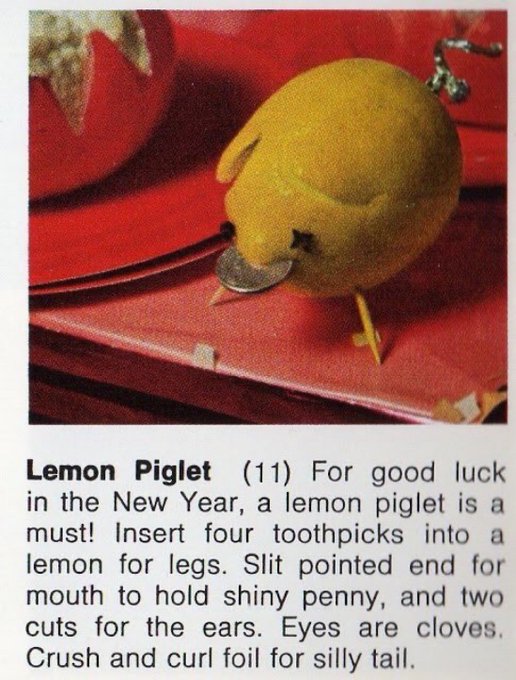 Lemon Piglet (11) For good luck
in the New Year, a lemon piglet is a
must! Insert four toothpicks into a
lemon for legs. Slit pointed end for
mouth to hold shiny penny, and two
cuts for the ears. Eyes are cloves.
Crush and curl foil for silly tail.